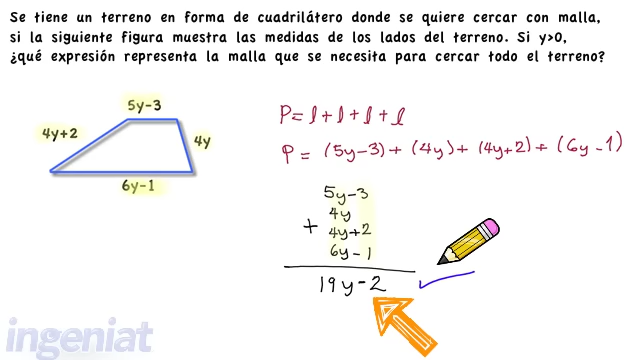 Se tiene un terreno en forma de cuadrilátero donde se quiere cercar con malla,
si la siguiente figura muestra las medidas de los lados del terreno. Si y>0,
¿qué expresión representa la malla que se necesita para cercar todo el terreno?
5y-3
4y+2
4y
6y-1
P= l + l + l + l
P= (5y-3) + (4y) + (4y+2) + (6y-1)
5y-3
4y
+ 4y+2
6y-1
19y-2
ingeniat